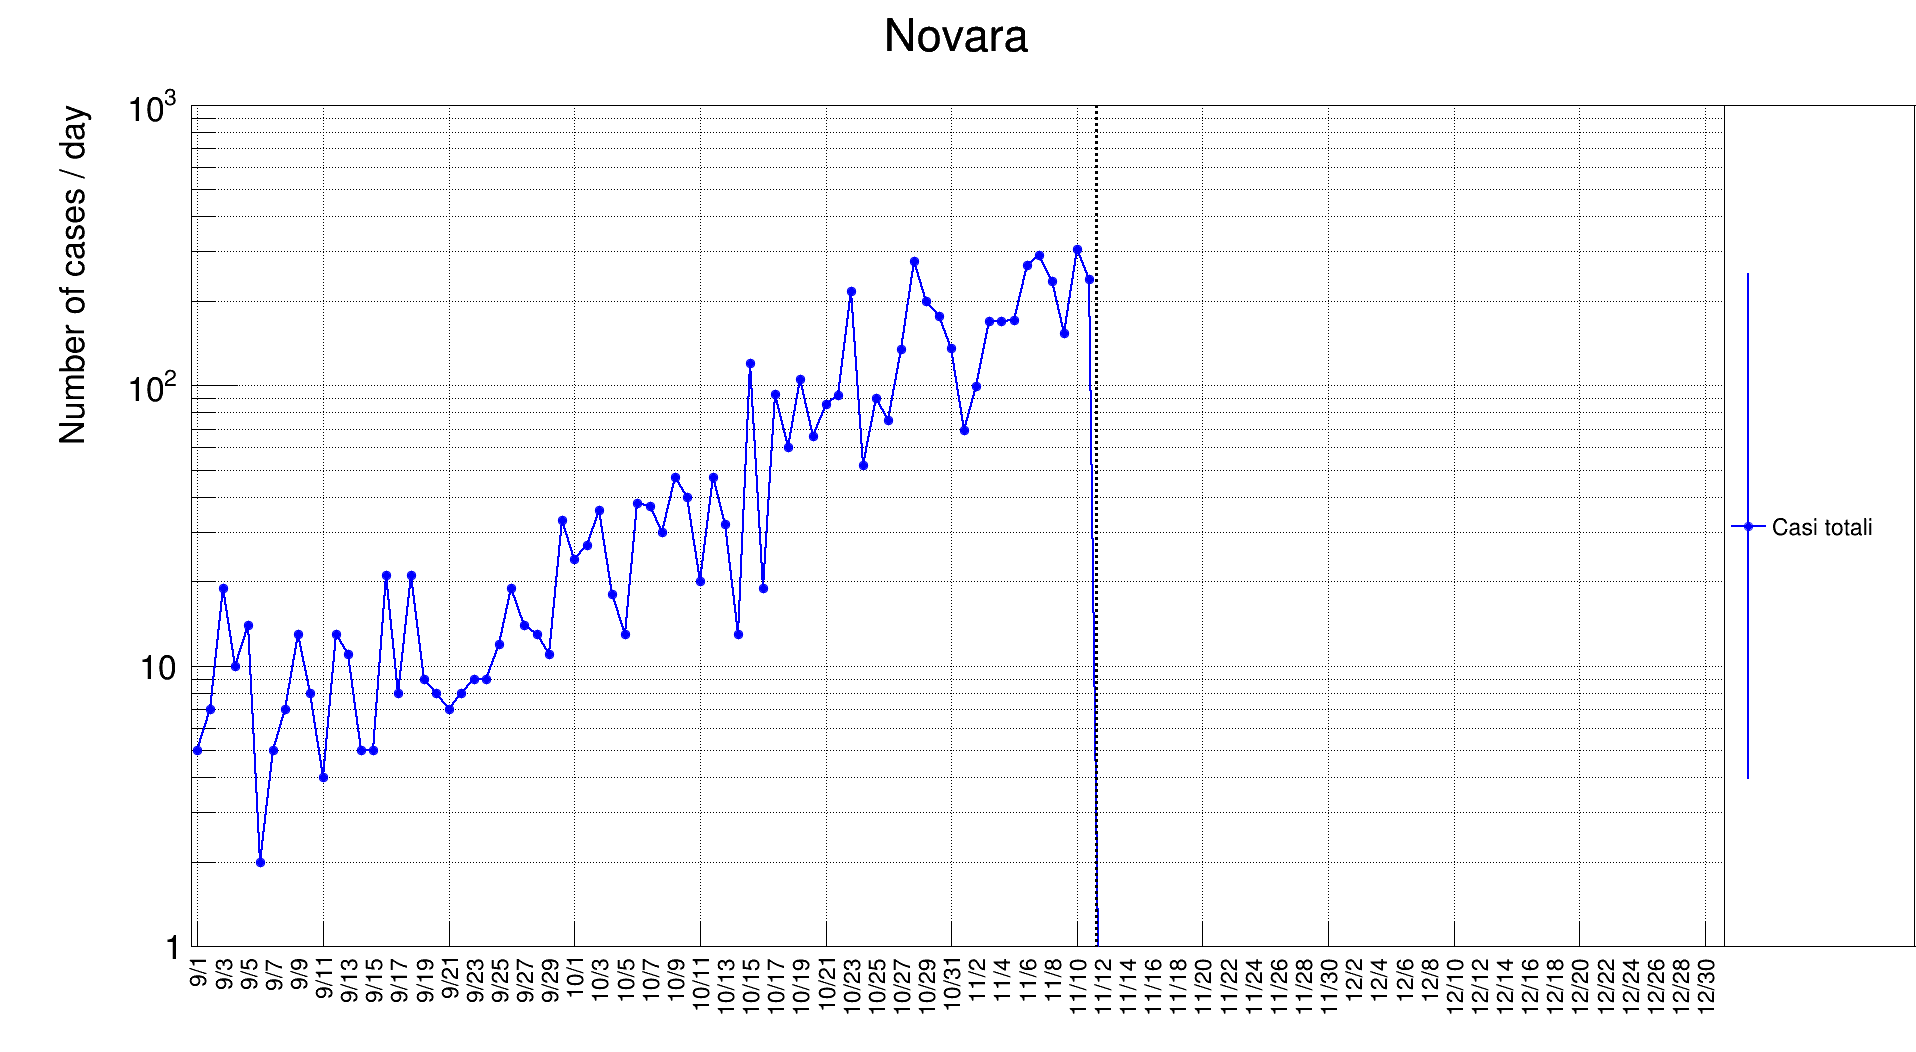 Novara
Number of cases / day
10³
10²
10
1
9/1 9/3 9/5 9/7 9/9 9/11 9/13 9/15 9/17 9/19 9/21 9/23 9/25 9/27 9/29 10/1 10/3 10/5 10/7 10/9 10/11 10/13 10/15 10/17 10/19 10/21 10/23 10/25 10/27 10/29 10/31 11/2 11/4 11/6 11/8 11/10 11/12 11/14 11/16 11/18 11/20 11/22 11/24 11/26 11/28 11/30 12/2 12/4 12/6 12/8 12/10 12/12 12/14 12/16 12/18 12/20 12/22 12/24 12/26 12/28 12/30
Casi totali